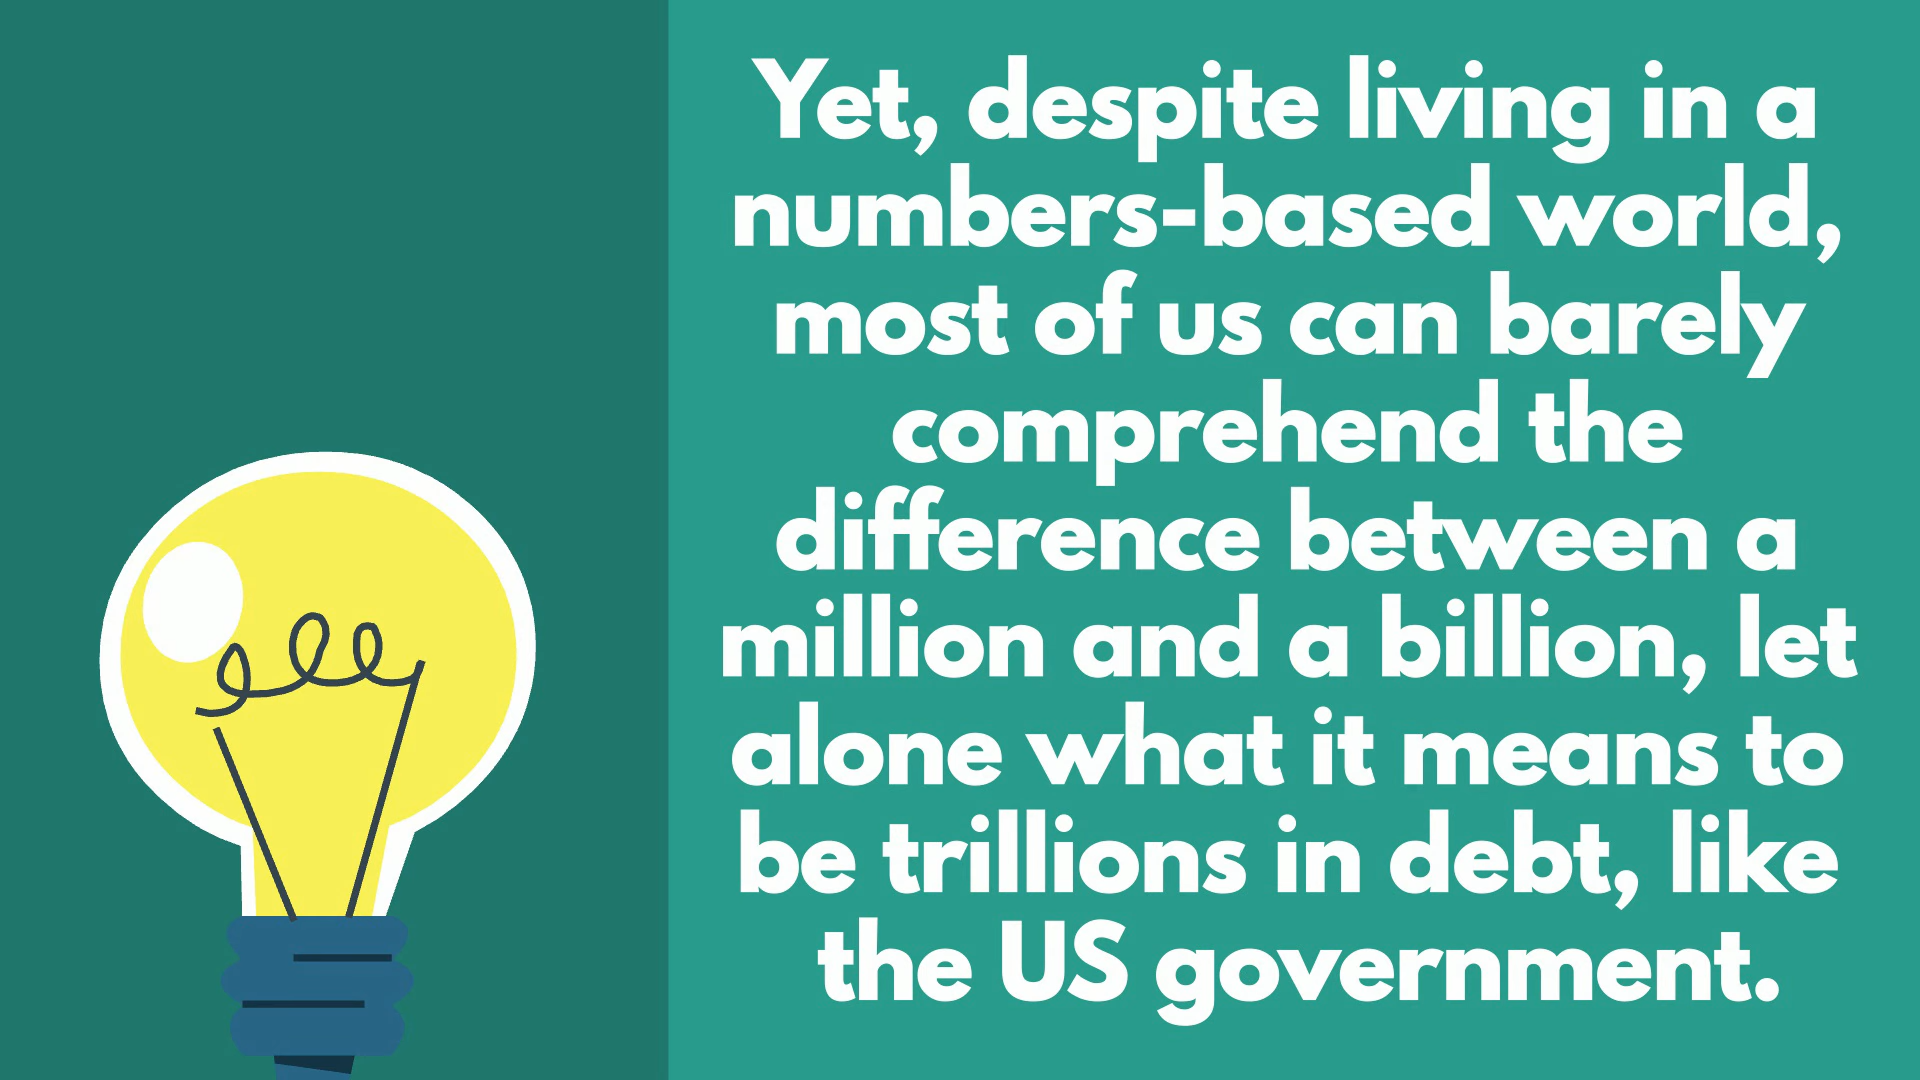 Yet, despite living in a
numbers-based world,
most of us can barely
comprehend the
difference between a
million and a billion, let
alone what it means to
be trillions in debt, like
the US government.